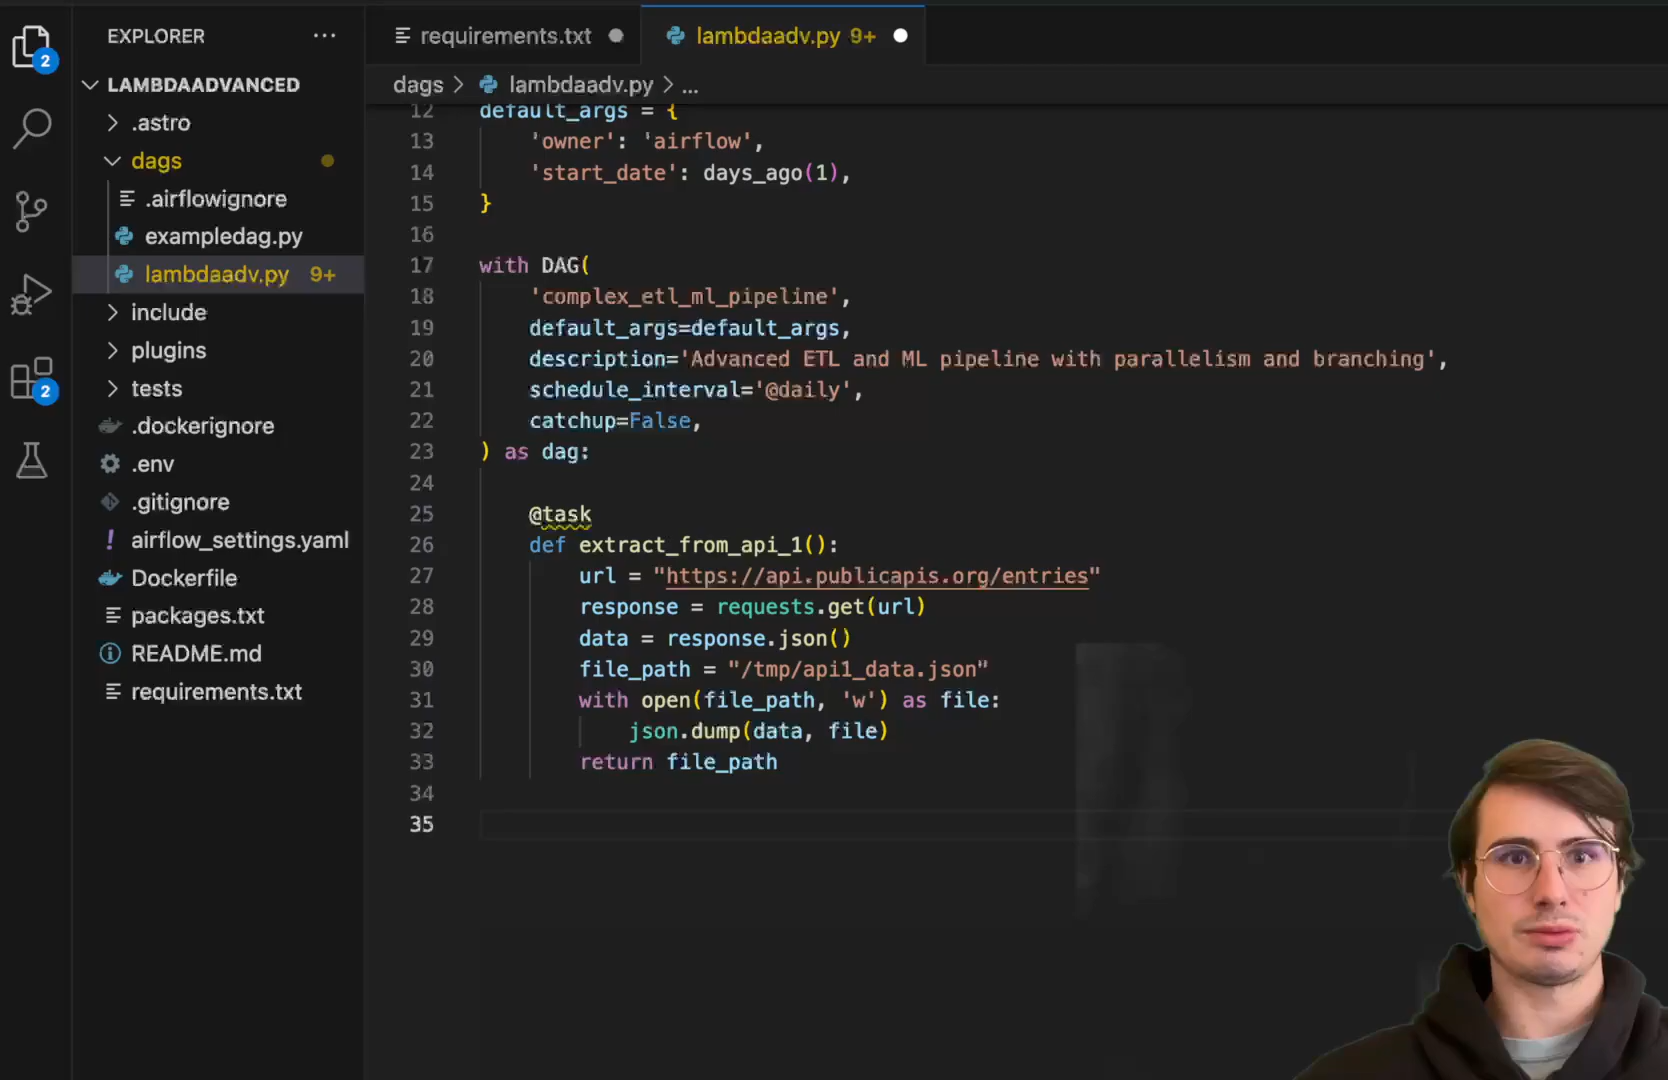 EXPLORER
2
LAMBDAADVANCED
.astro
dags
.airflowignore
exampledag.py
lambdaadv.py 9+
include
plugins
tests
.dockerignore
.env
.gitignore
airflow_settings.yaml
Dockerfile
packages.txt
README.md
requirements.txt
2
requirements.txt
lambdaadv.py 9+
dags > lambdaadv.py > ...
12 default_args = {
13 'owner': 'airflow',
14 'start_date': days_ago(1),
15 }
16
17 with DAG(
18 'complex_etl_ml_pipeline',
19 default_args=default_args,
20 description='Advanced ETL and ML pipeline with parallelism and branching',
21 schedule_interval='@daily',
22 catchup=False,
23 ) as dag:
24
25 @task
26 def extract_from_api_1():
27 url = "https://api.publicapis.org/entries"
28 response = requests.get(url)
29 data = response.json()
30 file_path = "/tmp/api1_data.json"
31 with open(file_path, 'w') as file:
32 json.dump(data, file)
33 return file_path
34
35